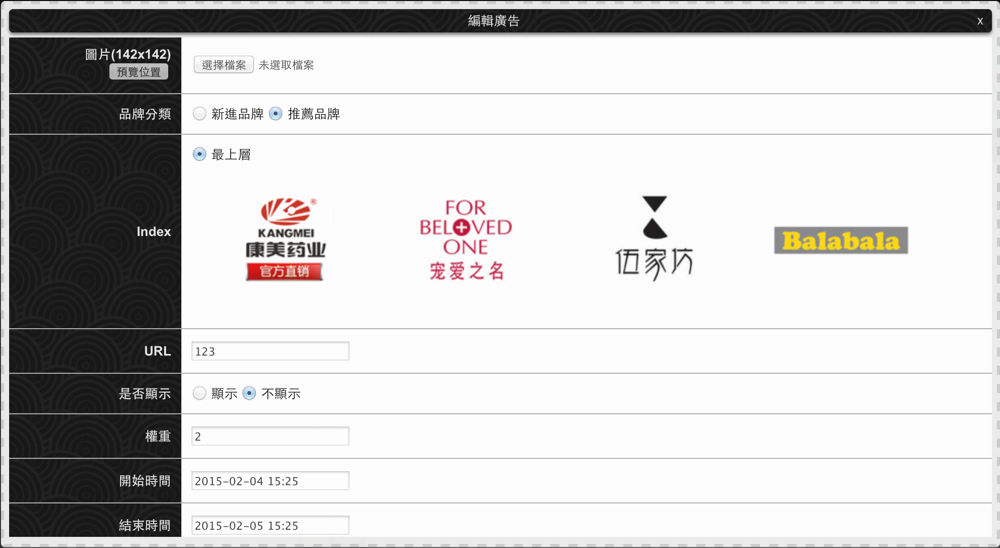 編輯廣告
X
圖片(142x142)
預覽位置
選擇檔案 未選取檔案
品牌分類
新進品牌 推薦品牌
Index
最上層
KANGMEI
康美药业
官方直销
FOR
BELOVED
ONE
宠爱之名
伍家坊
Balabala
URL
123
是否顯示
顯示 不顯示
權重
2
開始時間
2015-02-04 15:25
結束時間
2015-02-05 15:25